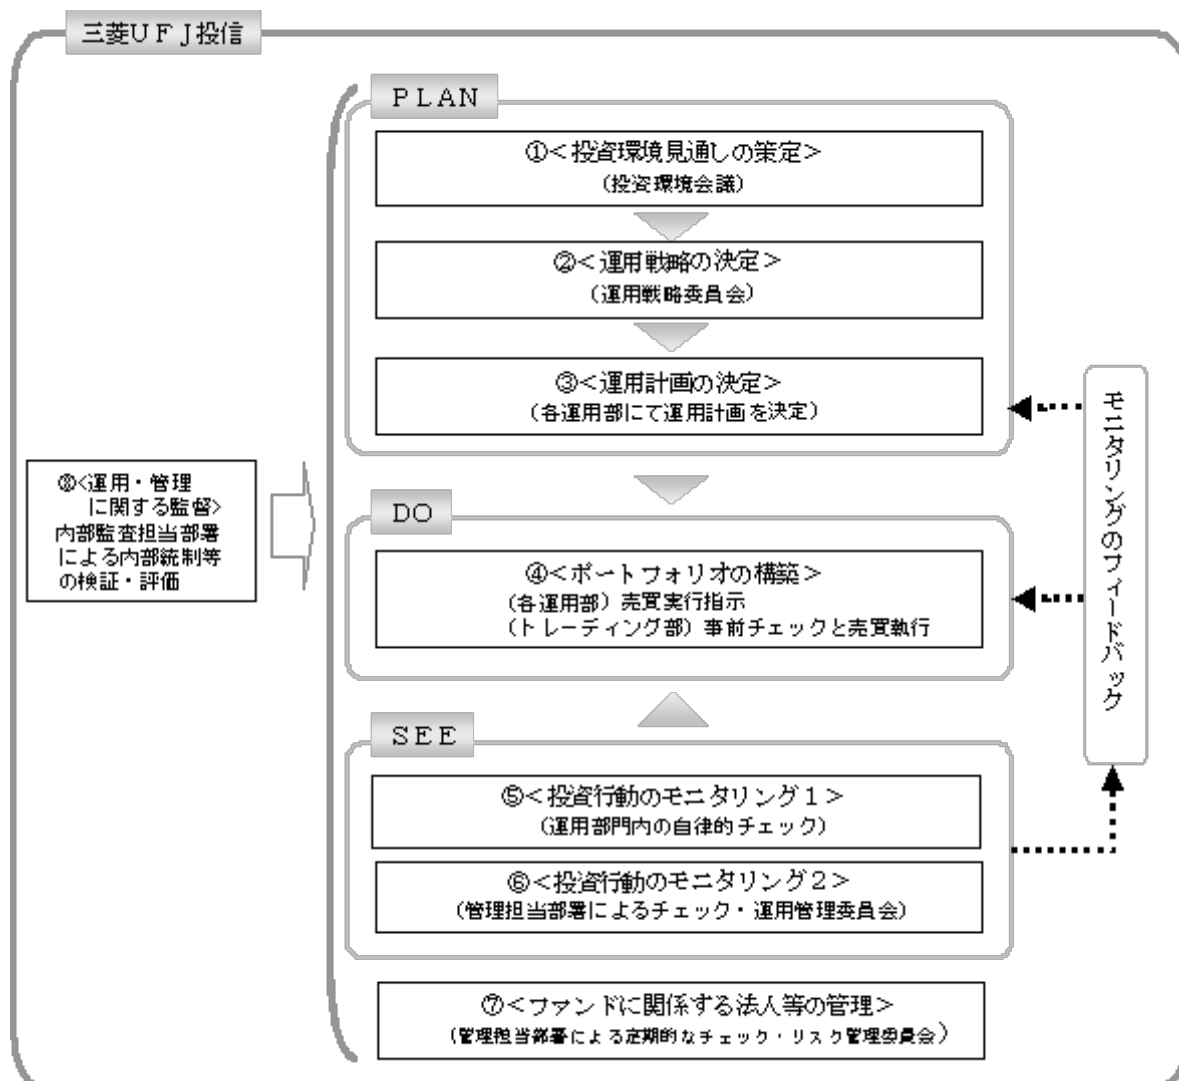 三菱UFJ投信
PLAN
①<投資環境見通しの策定>
(投資環境会議)
②<運用戦略の決定>
(運用戦略委員会)
③<運用計画の決定>
(各運用部にて運用計画を決定)
⑧<運用・管理
に関する監督>
内部監査担当部署
による内部統制等
の検証・評価
DO
④<ポートフォリオの構築>
(各運用部)売買実行指示
(トレーディング部)事前チェックと売買執行
モニタリングのフィードバック
SEE
⑤<投資行動のモニタリング1>
(運用部門内の自律的チェック)
⑥<投資行動のモニタリング2>
(管理担当部署によるチェック・運用管理委員会)
⑦<ファンドに関係する法人等の管理>
(管理担当部署による定期的なチェック・リスク管理委員会)